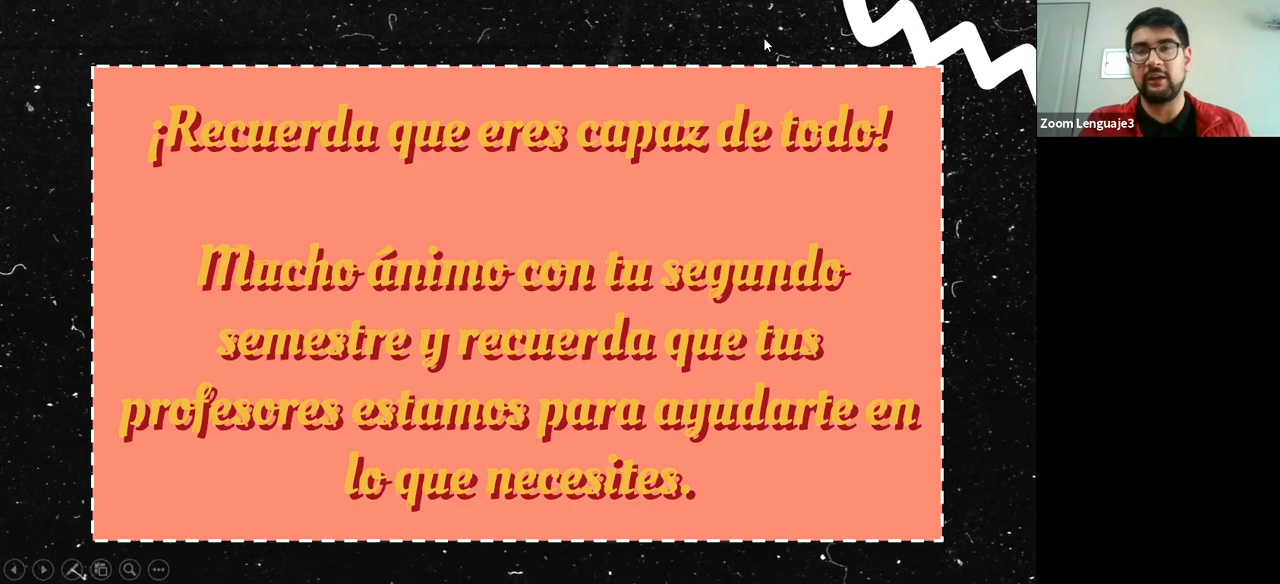 ¡Recuerda que eres capaz de todo!
Mucho ánimo con tu segundo
semestre y recuerda que tus
profesores estamos para ayudarte en
lo que necesites.
Zoom Lenguaje3